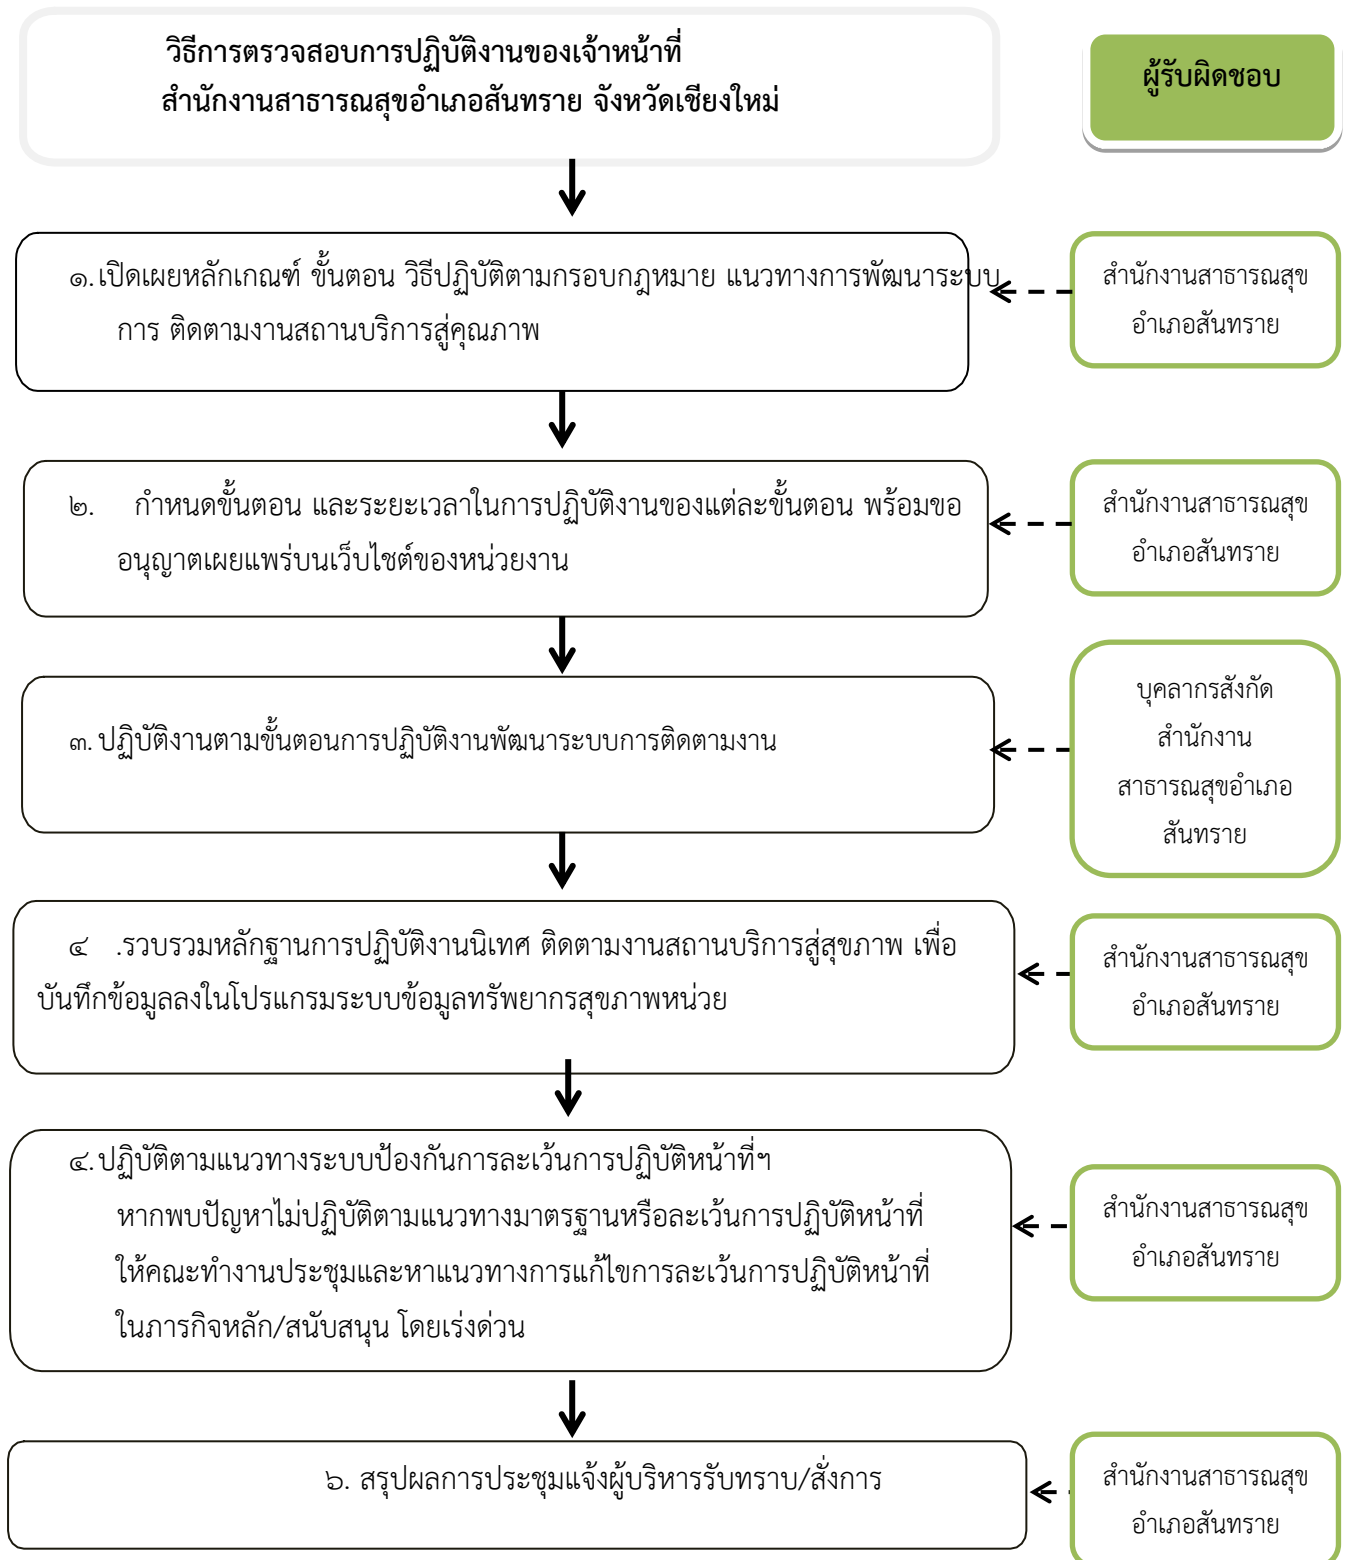 วิธีการตรวจสอบการปฏิบัติงานของเจ้าหน้าที่
สำนักงานสาธารณสุขอำเภอสันทราย จังหวัดเชียงใหม่
ผู้รับผิดชอบ
๑. เปิดเผยหลักเกณฑ์ ขั้นตอน วิธีปฏิบัติตามกรอบกฎหมาย แนวทางการพัฒนาระบบ
การ ติดตามงานสถานบริการสู่คุณภาพ
สำนักงานสาธารณสุข
อำเภอสันทราย
๒. กำหนดขั้นตอน และระยะเวลาในการปฏิบัติงานของแต่ละขั้นตอน พร้อมขอ
อนุญาตเผยแพร่บนเว็บไซต์ของหน่วยงาน
สำนักงานสาธารณสุข
อำเภอสันทราย
๓. ปฏิบัติงานตามขั้นตอนการปฏิบัติงานพัฒนาระบบการติดตามงาน
บุคลากรสังกัด
สำนักงาน
สาธารณสุขอำเภอ
สันทราย
๔ .รวบรวมหลักฐานการปฏิบัติงานนิเทศ ติดตามงานสถานบริการสู่สุขภาพ เพื่อ
บันทึกข้อมูลลงในโปรแกรมระบบข้อมูลทรัพยากรสุขภาพหน่วย
สำนักงานสาธารณสุข
อำเภอสันทราย
๔. ปฏิบัติตามแนวทางระบบป้องกันการละเว้นการปฏิบัติหน้าที่ฯ
หากพบปัญหาไม่ปฏิบัติตามแนวทางมาตรฐานหรือละเว้นการปฏิบัติหน้าที่
ให้คณะทำงานประชุมและหาแนวทางการแก้ไขการละเว้นการปฏิบัติหน้าที่
ในภารกิจหลัก/สนับสนุน โดยเร่งด่วน
สำนักงานสาธารณสุข
อำเภอสันทราย
๖. สรุปผลการประชุมแจ้งผู้บริหารรับทราบ/สั่งการ
สำนักงานสาธารณสุข
อำเภอสันทราย